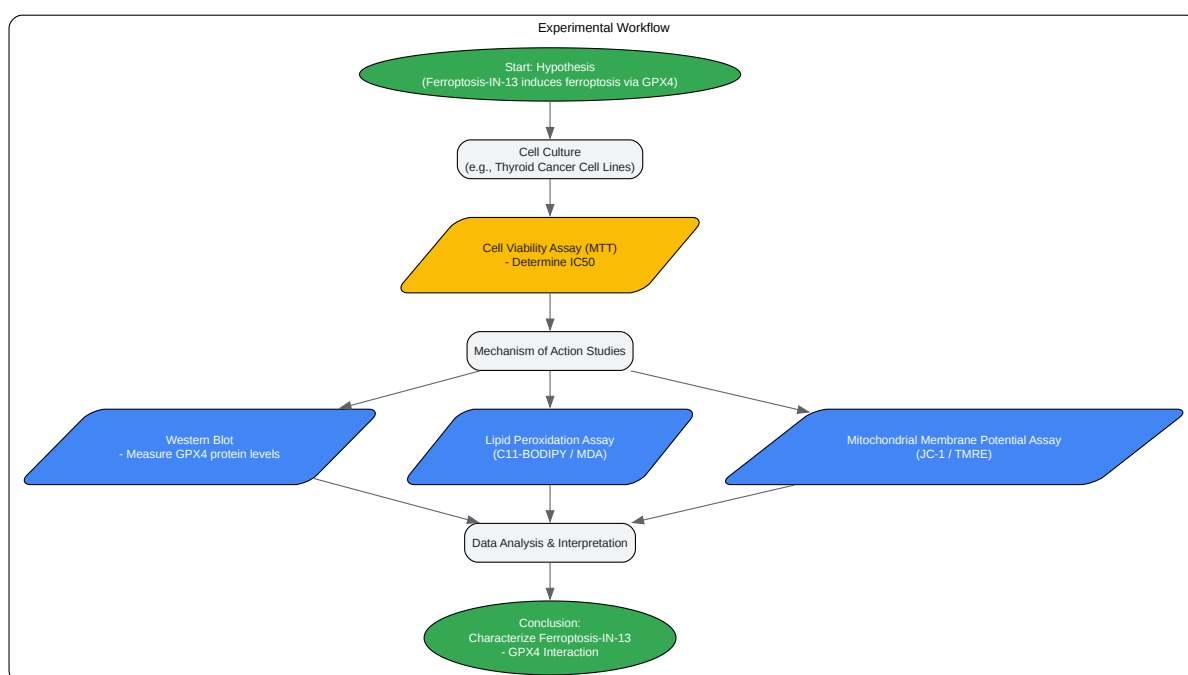 Experimental Workflow
Start: Hypothesis
(Ferroptosis-IN-13 induces ferroptosis via GPX4)
Cell Culture
(e.g., Thyroid Cancer Cell Lines)
Cell Viability Assay (MTT)
- Determine IC50
Mechanism of Action Studies
Western Blot
- Measure GPX4 protein levels
Lipid Peroxidation Assay
(C11-BODIPY / MDA)
Mitochondrial Membrane Potential Assay
(JC-1 / TMRE)
Data Analysis & Interpretation
Conclusion:
Characterize Ferroptosis-IN-13
- GPX4 Interaction